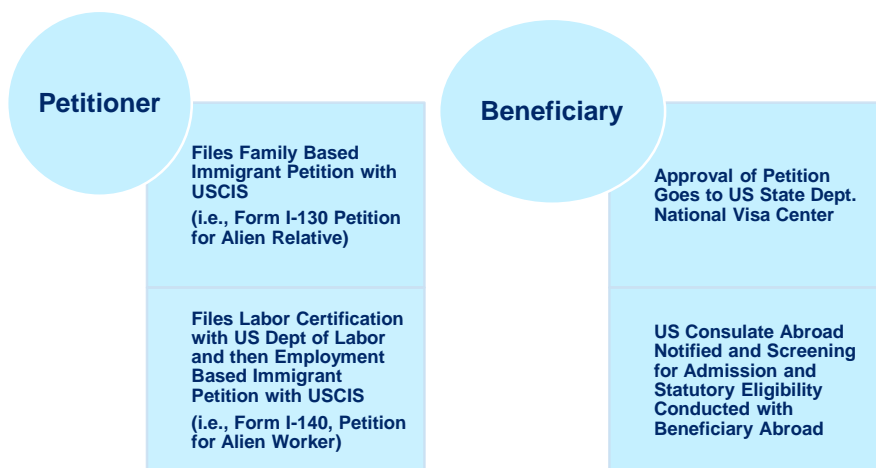 Petitioner
Files Family Based
Immigrant Petition with
USCIS
(i.e., Form I-130 Petition
for Alien Relative)
Files Labor Certification
with US Dept of Labor
and then Employment
Based Immigrant
Petition with USCIS
(i.e., Form I-140, Petition
for Alien Worker)
Beneficiary
Approval of Petition
Goes to US State Dept.
National Visa Center
US Consulate Abroad
Notified and Screening
for Admission and
Statutory Eligibility
Conducted with
Beneficiary Abroad